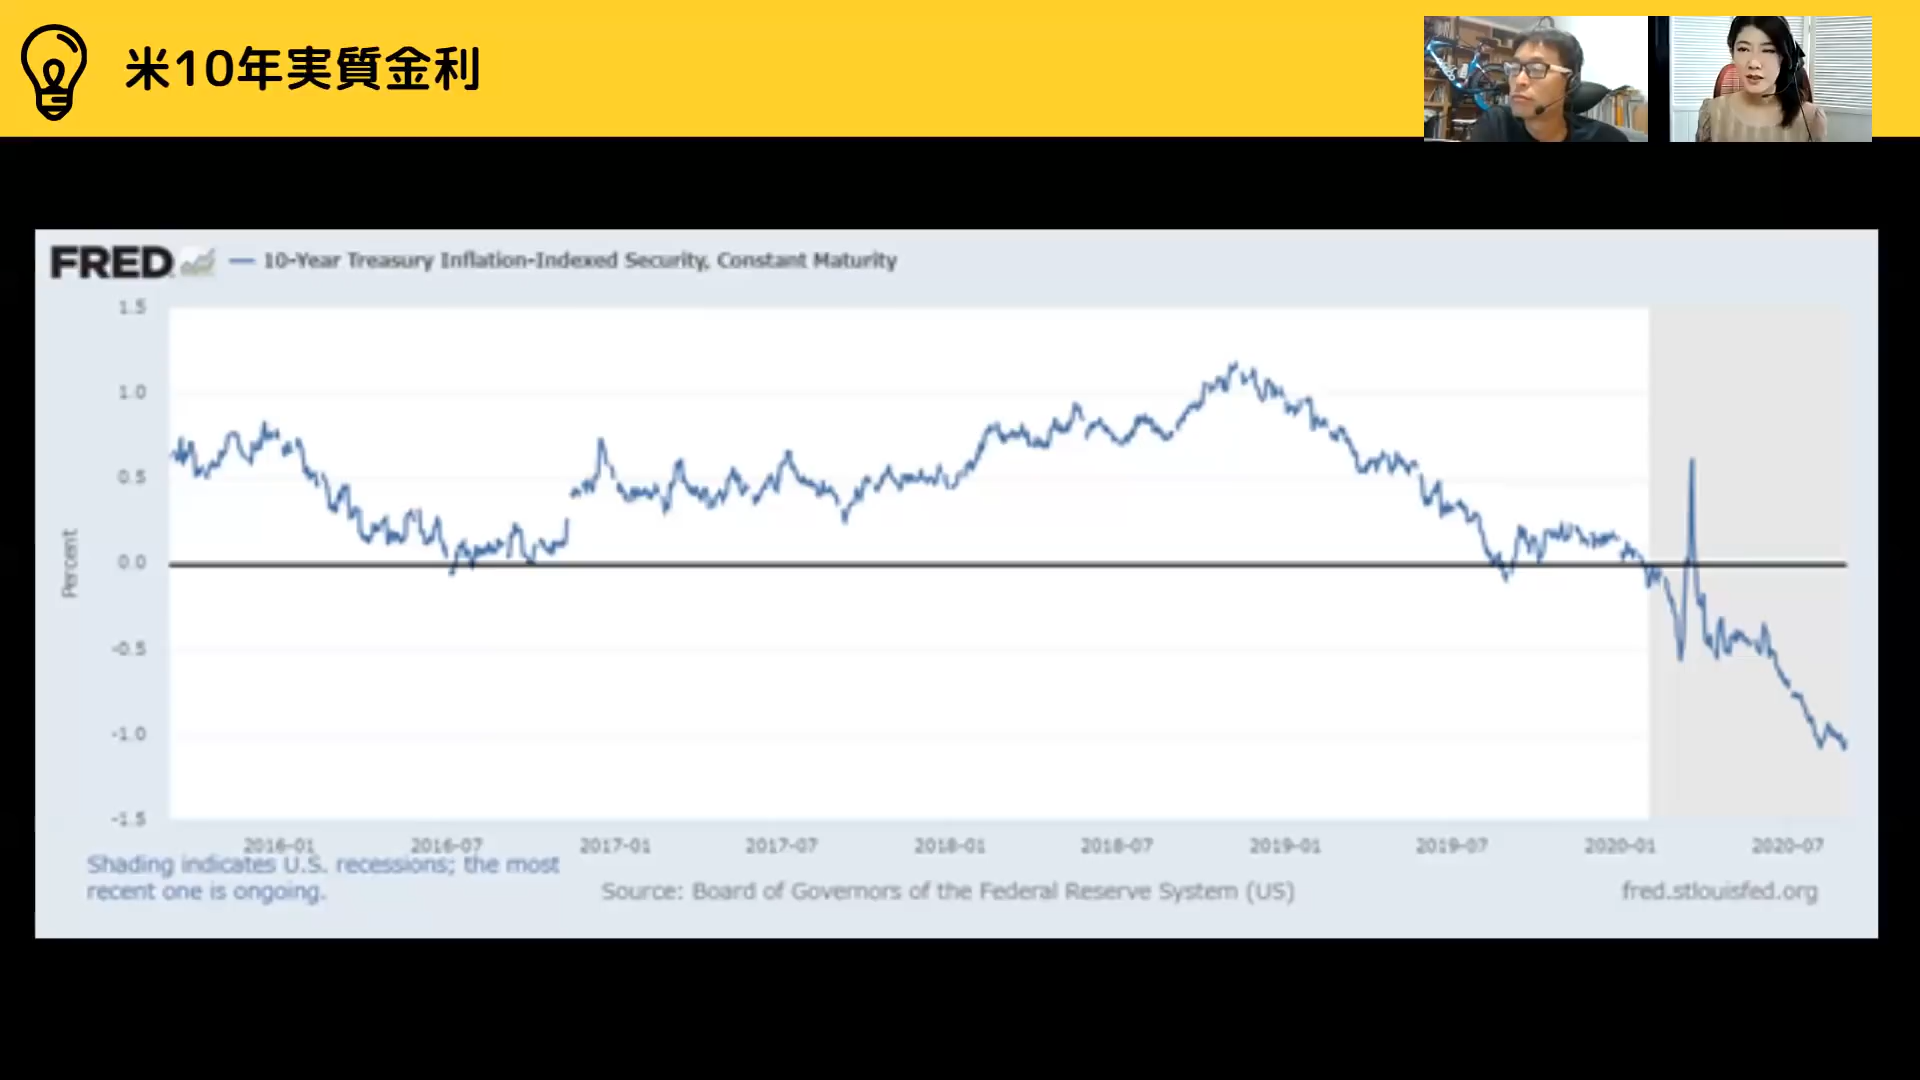 米10年実質金利
FRED 10-Year Treasury Inflation-Indexed Security, Constant Maturity
1.5
1.0
0.5
0.0
-0.5
-1.0
-1.5
Percent
2016-01 2016-07 2017-01 2017-07 2018-01 2018-07 2019-01 2019-07 2020-01 2020-07
Shading indicates U.S. recessions; the most
recent one is ongoing.
Source: Board of Governors of the Federal Reserve System (US)
fred.stlouisfed.org